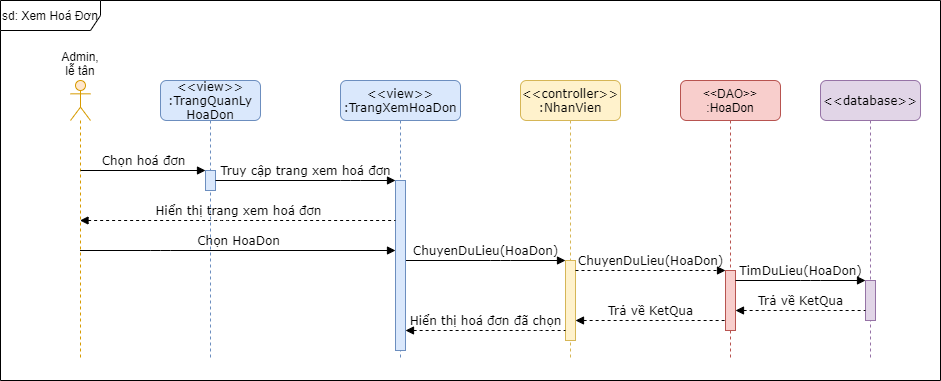 sd: Xem Hoá Đơn
Admin,
lễ tân
<<view>>
:TrangQuanLy
HoaDon
<<view>>
:TrangXemHoaDon
<<controller>>
:NhanVien
<<DAO>>
:HoaDon
<<database>>
Chọn hoá đơn
Truy cập trang xem hoá đơn
Hiển thị trang xem hoá đơn
Chọn HoaDon
ChuyenDuLieu(HoaDon)
ChuyenDuLieu(HoaDon)
TimDuLieu(HoaDon)
Trả về KetQua
Trả về KetQua
Hiển thị hoá đơn đã chọn